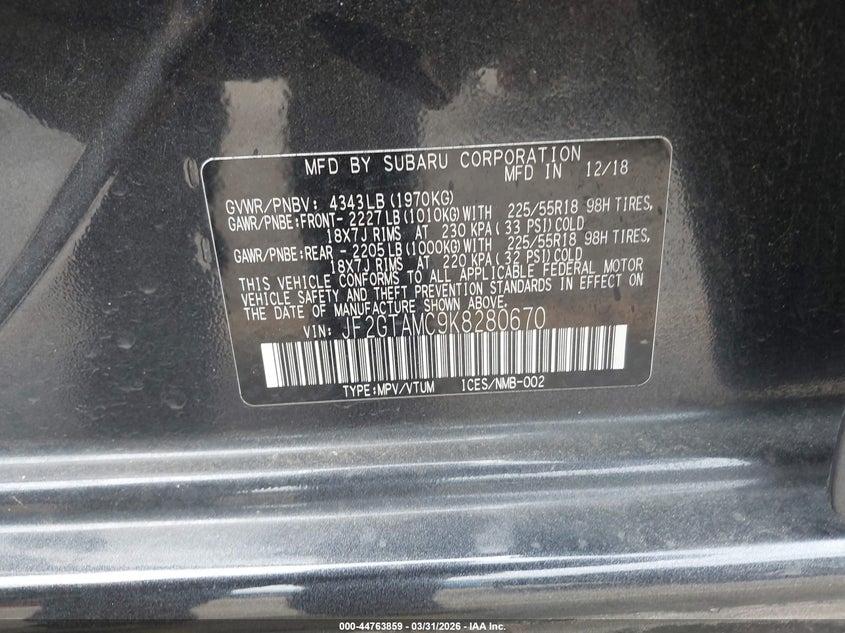 MFD BY SUBARU CORPORATION
MFD IN 12/18
GVWR/PNBV: 4343LB(1970KG)
GAWR/PNBE:FRONT- 2227LB(1010KG)WITH 225/55R18 98H TIRES,
18X7J RIMS AT 230 KPA(33 PSI)COLD
GAWR/PNBE:REAR - 2205LB(1000KG)WITH 225/55R18 98H TIRES,
18X7J RIMS AT 220 KPA(32 PSI)COLD
THIS VEHICLE CONFORMS TO ALL APPLICABLE FEDERAL MOTOR
VEHICLE SAFETY AND THEFT PREVENTION STANDARDS IN EFFECT ON
THE DATE OF MANUFACTURE SHOWN ABOVE.
VIN: JF2GTAMC9K8280670
TYPE:MPV/VTUM ICES/NMB-002
000-44763859 - 03/31/2026 - IAA Inc.